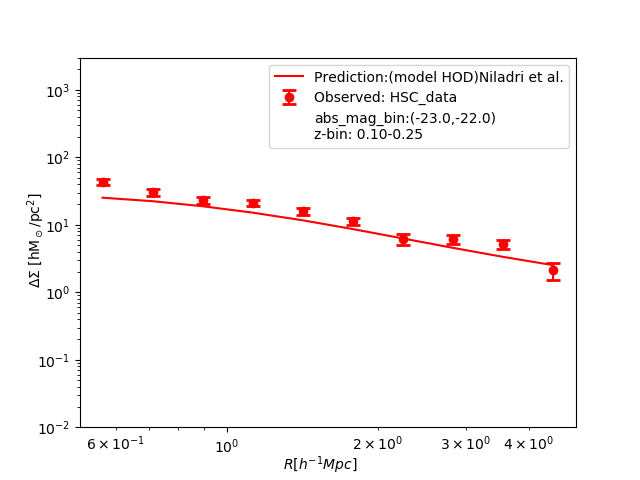 Prediction:(model HOD)Niladri et al.
Observed: HSC_data
abs_mag_bin:(-23.0,-22.0)
z-bin: 0.10-0.25
10³
10²
10¹
10⁰
10⁻¹
10⁻²
ΔΣ [hM⊙/pc²]
6 × 10⁻¹
10⁰
2 × 10⁰
3 × 10⁰
4 × 10⁰
R[h⁻¹Mpc]